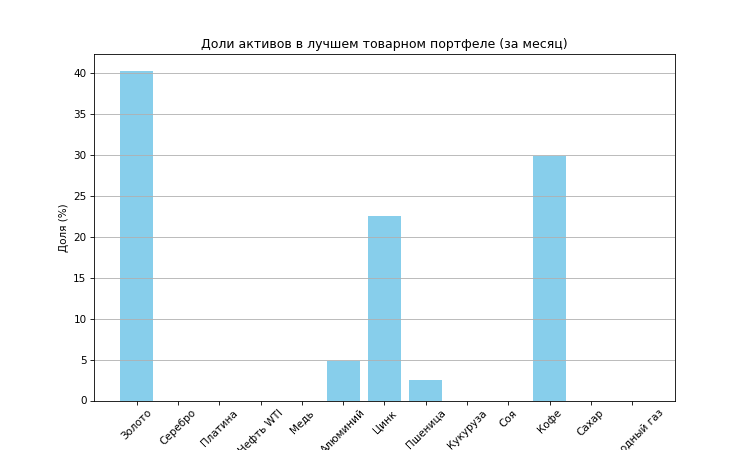 Доли активов в лучшем товарном портфеле (за месяц)
Доля (%)
40
35
30
25
20
15
10
5
0
Золото
Серебро
Платина
Нефть WTI
Медь
Алюминий
Цинк
Пшеница
Кукуруза
Соя
Кофе
Сахар
газ